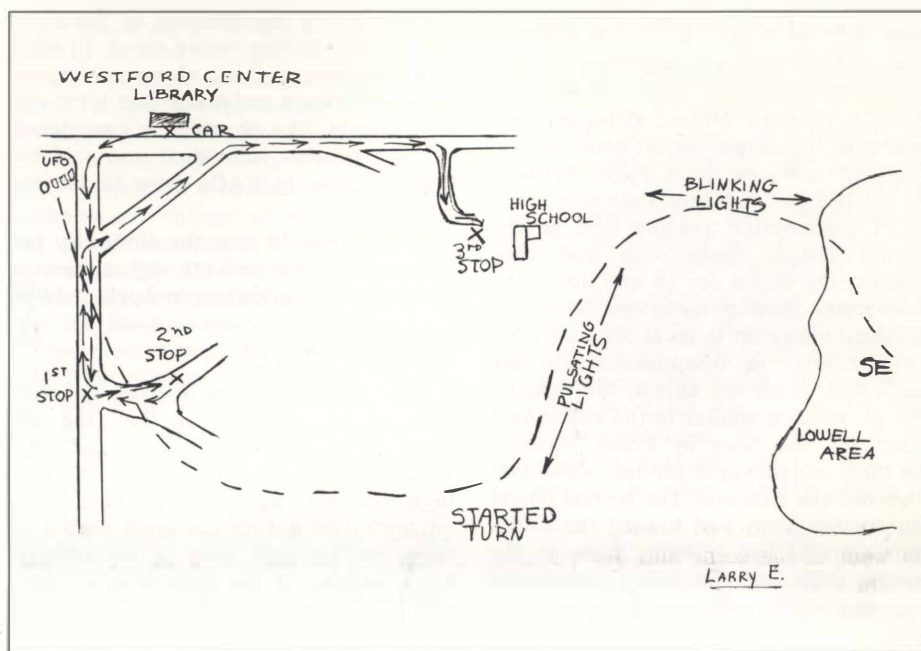 WESTFORD CENTER
LIBRARY
CAR
UFO
HIGH
SCHOOL
3RD
STOP
BLINKING
LIGHTS
2ND
STOP
1ST
STOP
PULSATING
LIGHTS
SE
LOWELL
AREA
STARTED
TURN
LARRY E.